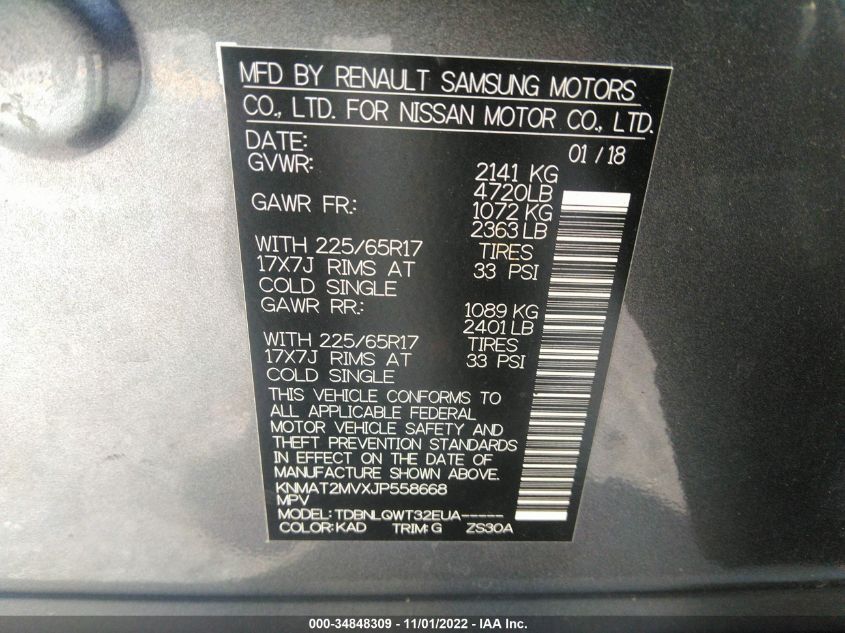 MFD BY RENAULT SAMSUNG MOTORS
CO., LTD. FOR NISSAN MOTOR CO., LTD.
DATE: 01 / 18
GVWR: 2141 KG
4720LB
GAWR FR.: 1072 KG
2363 LB
WITH 225/65R17 TIRES
17X7J RIMS AT 33 PSI
COLD SINGLE
GAWR RR.: 1089 KG
2401 LB
WITH 225/65R17 TIRES
17X7J RIMS AT 33 PSI
COLD SINGLE
THIS VEHICLE CONFORMS TO
ALL APPLICABLE FEDERAL
MOTOR VEHICLE SAFETY AND
THEFT PREVENTION STANDARDS
IN EFFECT ON THE DATE OF
MANUFACTURE SHOWN ABOVE.
KNMAT2MVXJP558668
MPV
MODEL: TDBNLQWT32EUA-----
COLOR: KAD TRIM: G ZS30A
000-34848309 - 11/01/2022 - IAA Inc.